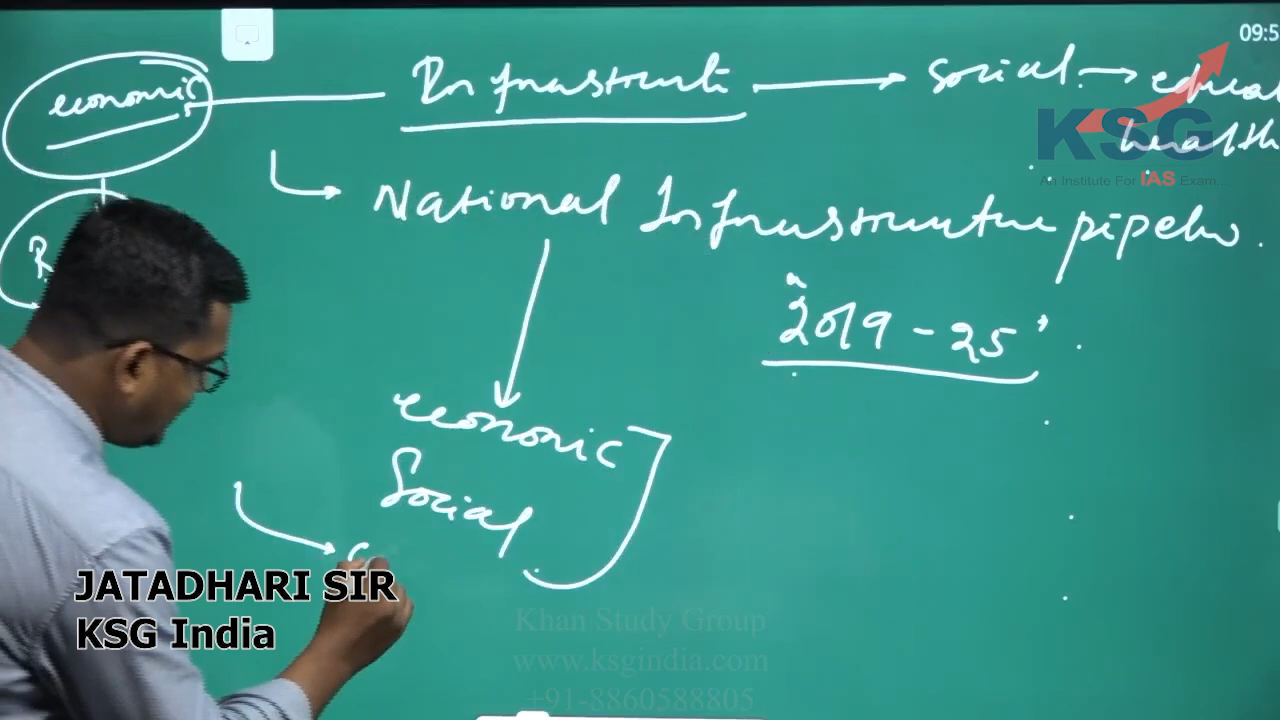 09:5
economic
Infrastructi
social
educat
health
KSG
An Institute For IAS Exam...
National Infrastructure pipeline
R
"2019-25"
economic
Social
JATADHARI SIR
KSG India
Khan Study Group
www.ksgindia.com
+91-8860588805